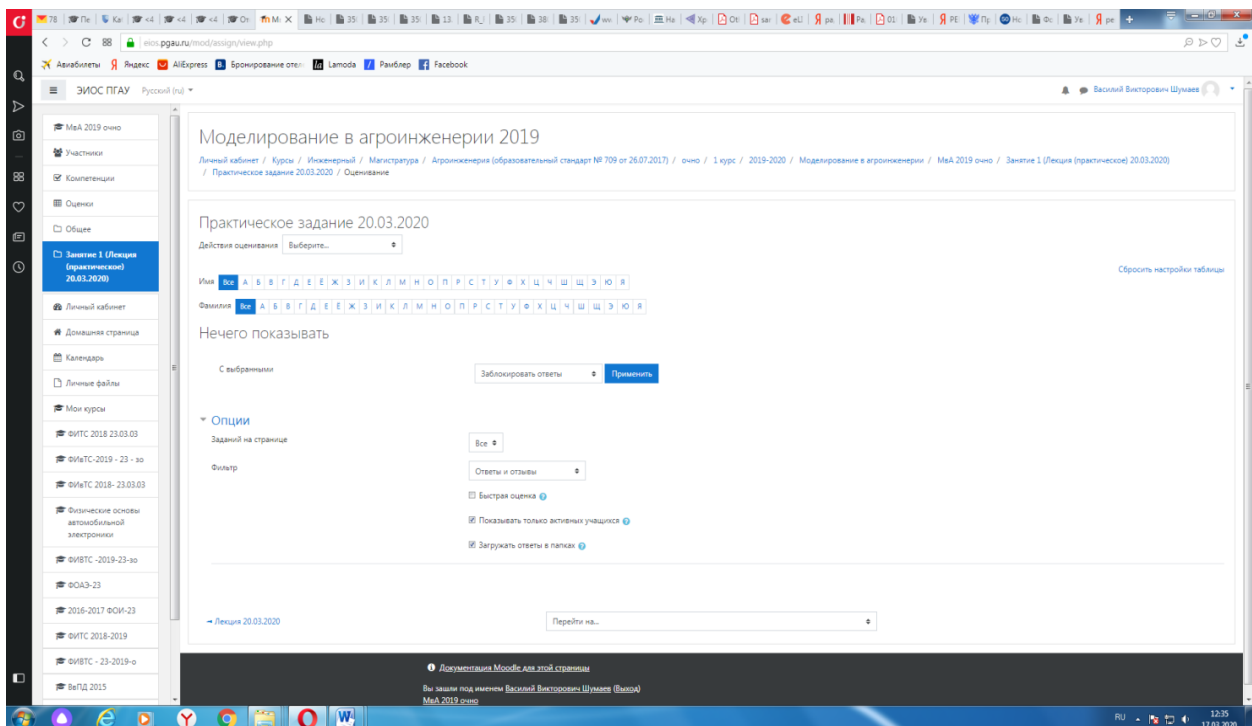 eios.pgau.ru/mod/assign/view.php
Авиабилеты Яндекс AliExpress Бронирование отел Lamoda Рамблер Facebook
ЭИОС ПГАУ Русский (ru)
Василий Викторович Шумаев
МвА 2019 очно
Участники
Компетенции
Оценки
Общее
Занятие 1 (Лекция
(практическое)
20.03.2020)
Личный кабинет
Домашняя страница
Календарь
Личные файлы
Мои курсы
ФИТС 2018 23.03.03
ФИвТС-2019 - 23 - зо
ФИвТС 2018- 23.03.03
Физические основы
автомобильной
электроники
ФИВТС -2019-23-зо
ФОАЭ-23
2016-2017 ФОИ-23
ФИТС 2018-2019
ФИВТС - 23-2019-о
ВвПД 2015
Моделирование в агроинженерии 2019
Личный кабинет / Курсы / Инженерный / Магистратура / Агроинженерия (образовательный стандарт № 709 от 26.07.2017) / очно / 1 курс / 2019-2020 / Моделирование в агроинженерии / МвА 2019 очно / Занятие 1 (Лекция (практическое) 20.03.2020)
/ Практическое задание 20.03.2020 / Оценивание
Практическое задание 20.03.2020
Действия оценивания Выберите...
Сбросить настройки таблицы
Имя Все А Б В Г Д Е Ё Ж З И К Л М Н О П Р С Т У Ф Х Ц Ч Ш Щ Э Ю Я
Фамилия Все А Б В Г Д Е Ё Ж З И К Л М Н О П Р С Т У Ф Х Ц Ч Ш Щ Э Ю Я
Нечего показывать
С выбранными Заблокировать ответы Применить
Опции
Заданий на странице Все
Фильтр Ответы и отзывы
Быстрая оценка
Показывать только активных учащихся
Загружать ответы в папках
Лекция 20.03.2020 Перейти на...
Документация Moodle для этой страницы
Вы зашли под именем Василий Викторович Шумаев (Выход)
МвА 2019 очно
RU 12:35
17.03.2020